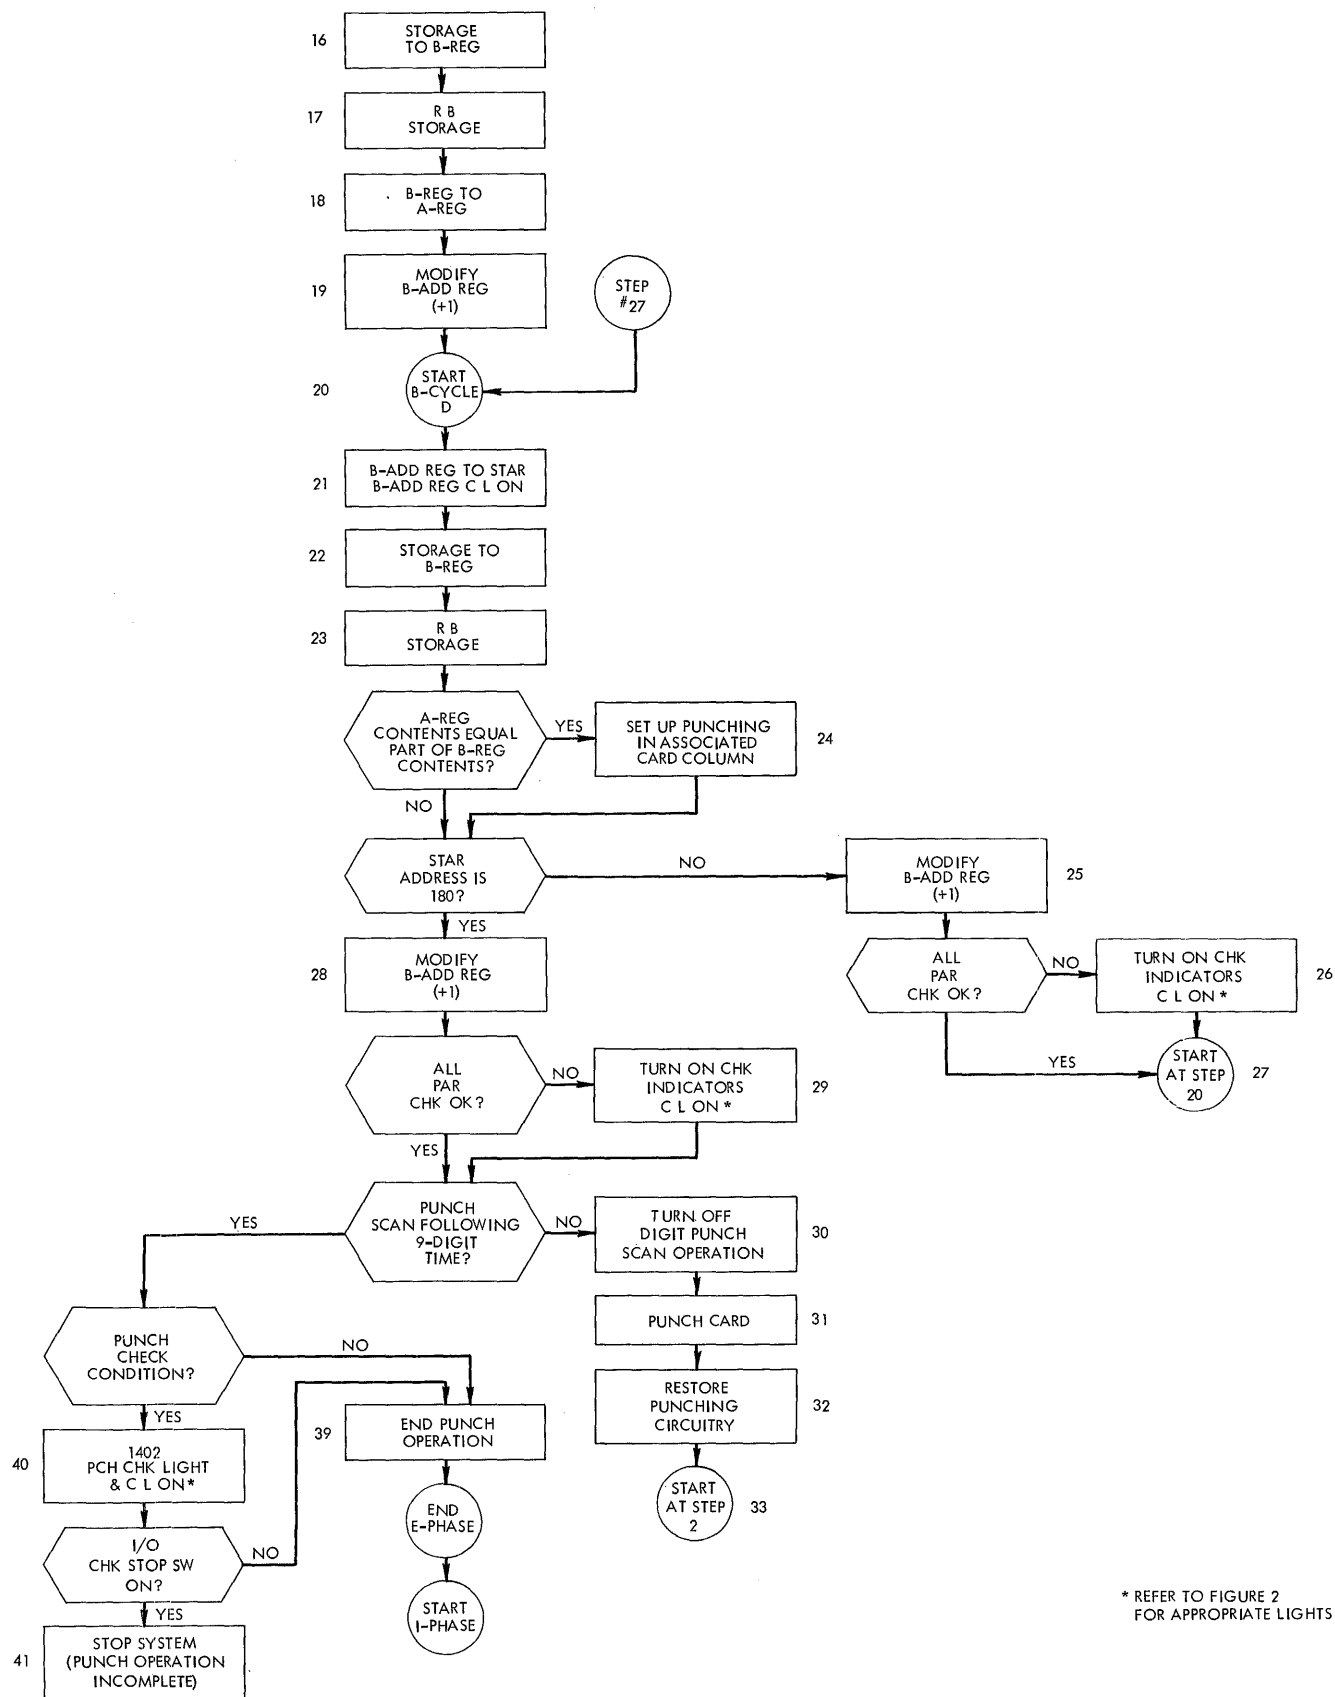 16
STORAGE
TO B-REG
17
R B
STORAGE
18
B-REG TO
A-REG
19
MODIFY
B-ADD REG
(+1)
STEP
#27
20
START
B-CYCLE
D
21
B-ADD REG TO STAR
B-ADD REG C L ON
22
STORAGE TO
B-REG
23
R B
STORAGE
A-REG
CONTENTS EQUAL
PART OF B-REG
CONTENTS?
YES
SET UP PUNCHING
IN ASSOCIATED
CARD COLUMN
24
NO
STAR
ADDRESS IS
180?
NO
MODIFY
B-ADD REG
(+1)
25
YES
28
MODIFY
B-ADD REG
(+1)
ALL
PAR
CHK OK?
NO
TURN ON CHK
INDICATORS
C L ON *
26
YES
START
AT STEP
20
27
ALL
PAR
CHK OK?
NO
TURN ON CHK
INDICATORS
C L ON *
29
YES
PUNCH
SCAN FOLLOWING
9-DIGIT
TIME?
YES
NO
TURN OFF
DIGIT PUNCH
SCAN OPERATION
30
PUNCH CARD
31
RESTORE
PUNCHING
CIRCUITRY
32
START
AT STEP
2
33
PUNCH
CHECK
CONDITION?
NO
YES
39
END PUNCH
OPERATION
END
E-PHASE
START
I-PHASE
40
1402
PCH CHK LIGHT
& C L ON*
I/O
CHK STOP SW
ON?
NO
YES
41
STOP SYSTEM
(PUNCH OPERATION
INCOMPLETE)
* REFER TO FIGURE 2
FOR APPROPRIATE LIGHTS